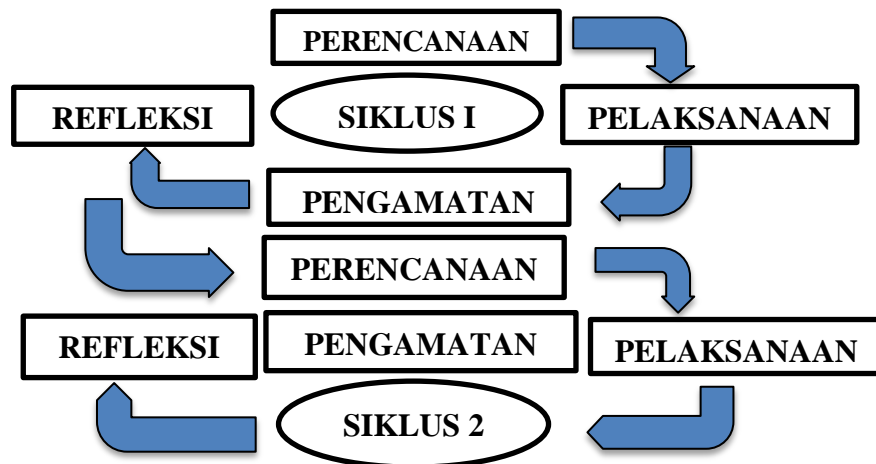 PERENCANAAN
REFLEKSI
SIKLUS I
PELAKSANAAN
PENGAMATAN
PERENCANAAN
REFLEKSI
PENGAMATAN
PELAKSANAAN
SIKLUS 2